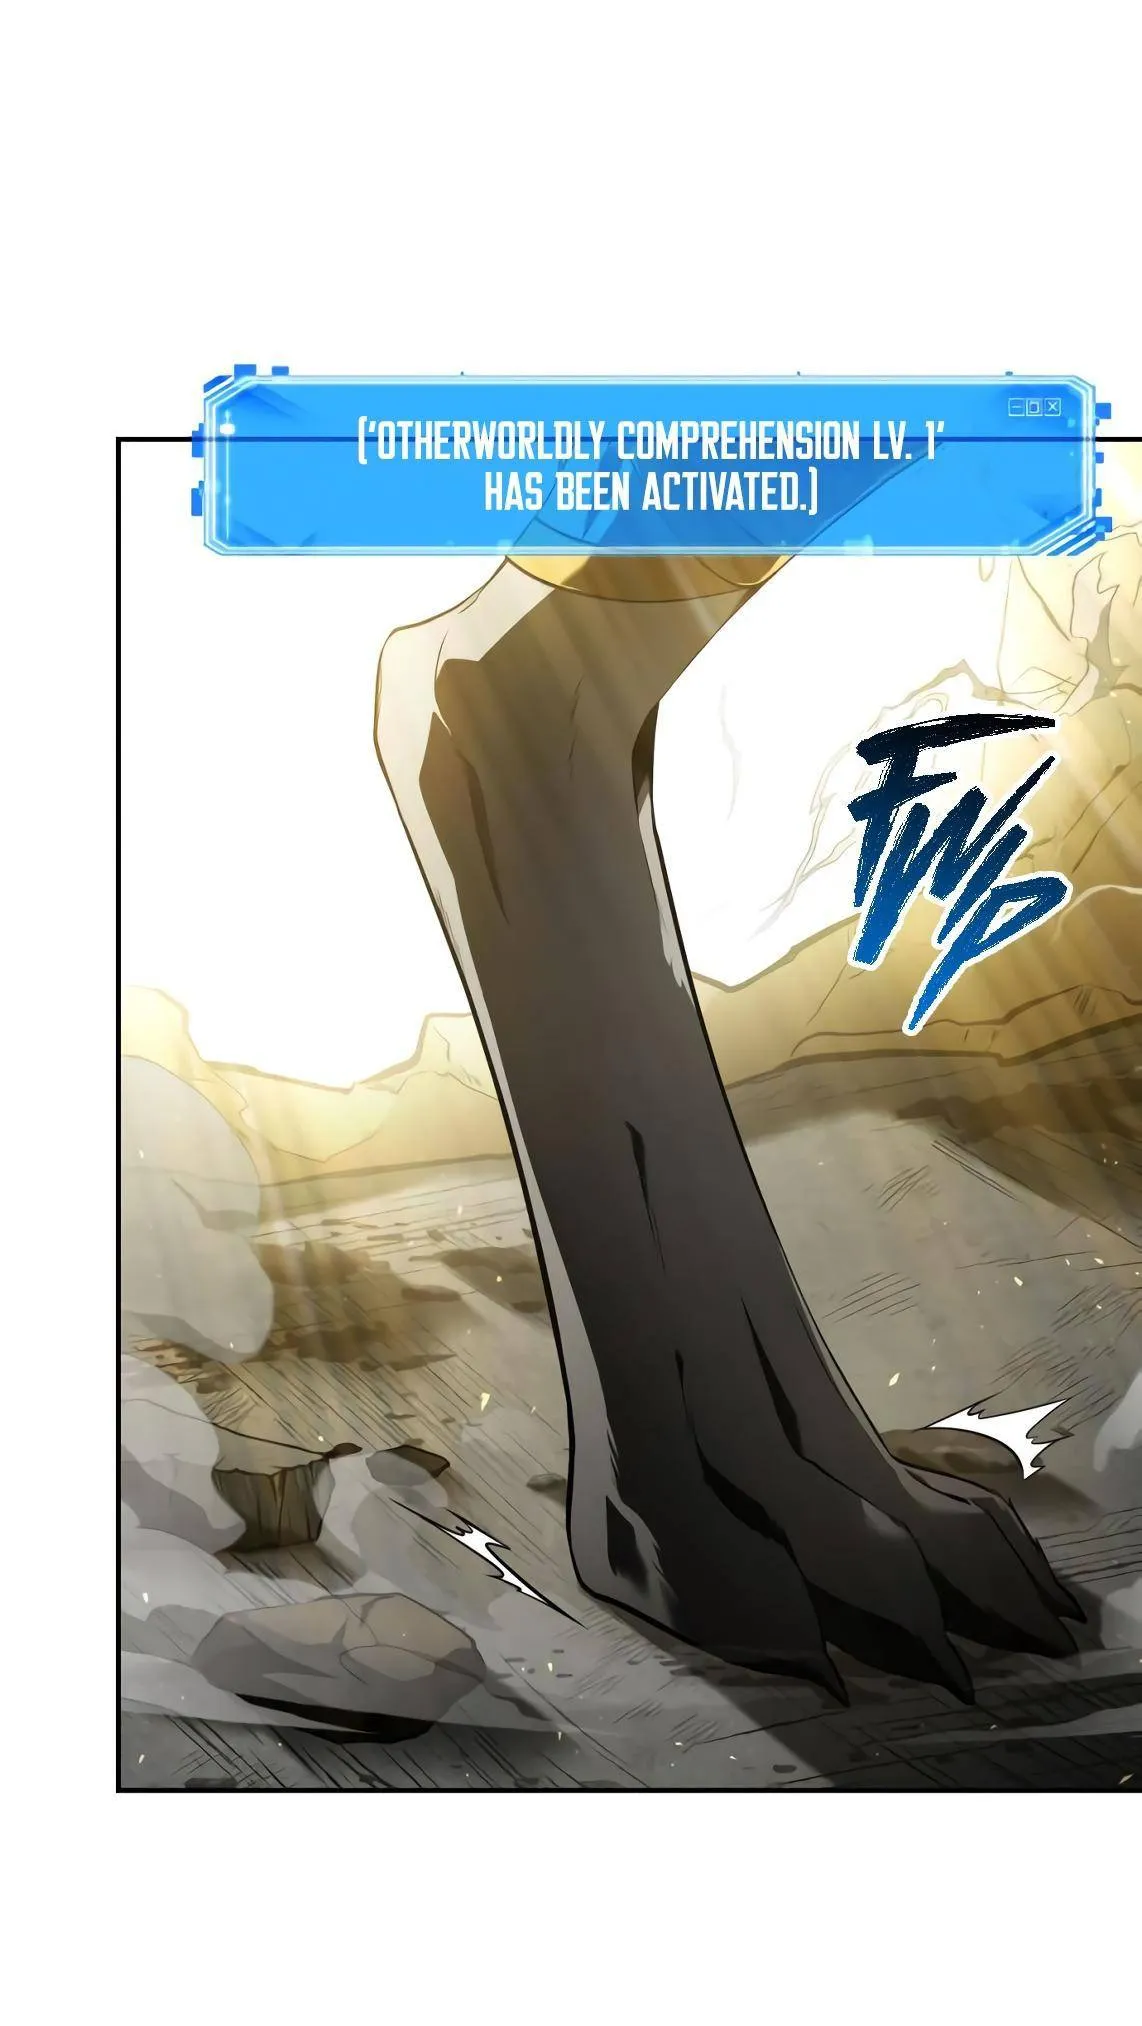 ['OTHERWORLDLY COMPREHENSION LV. 1'
HAS BEEN ACTIVATED.]
FWP